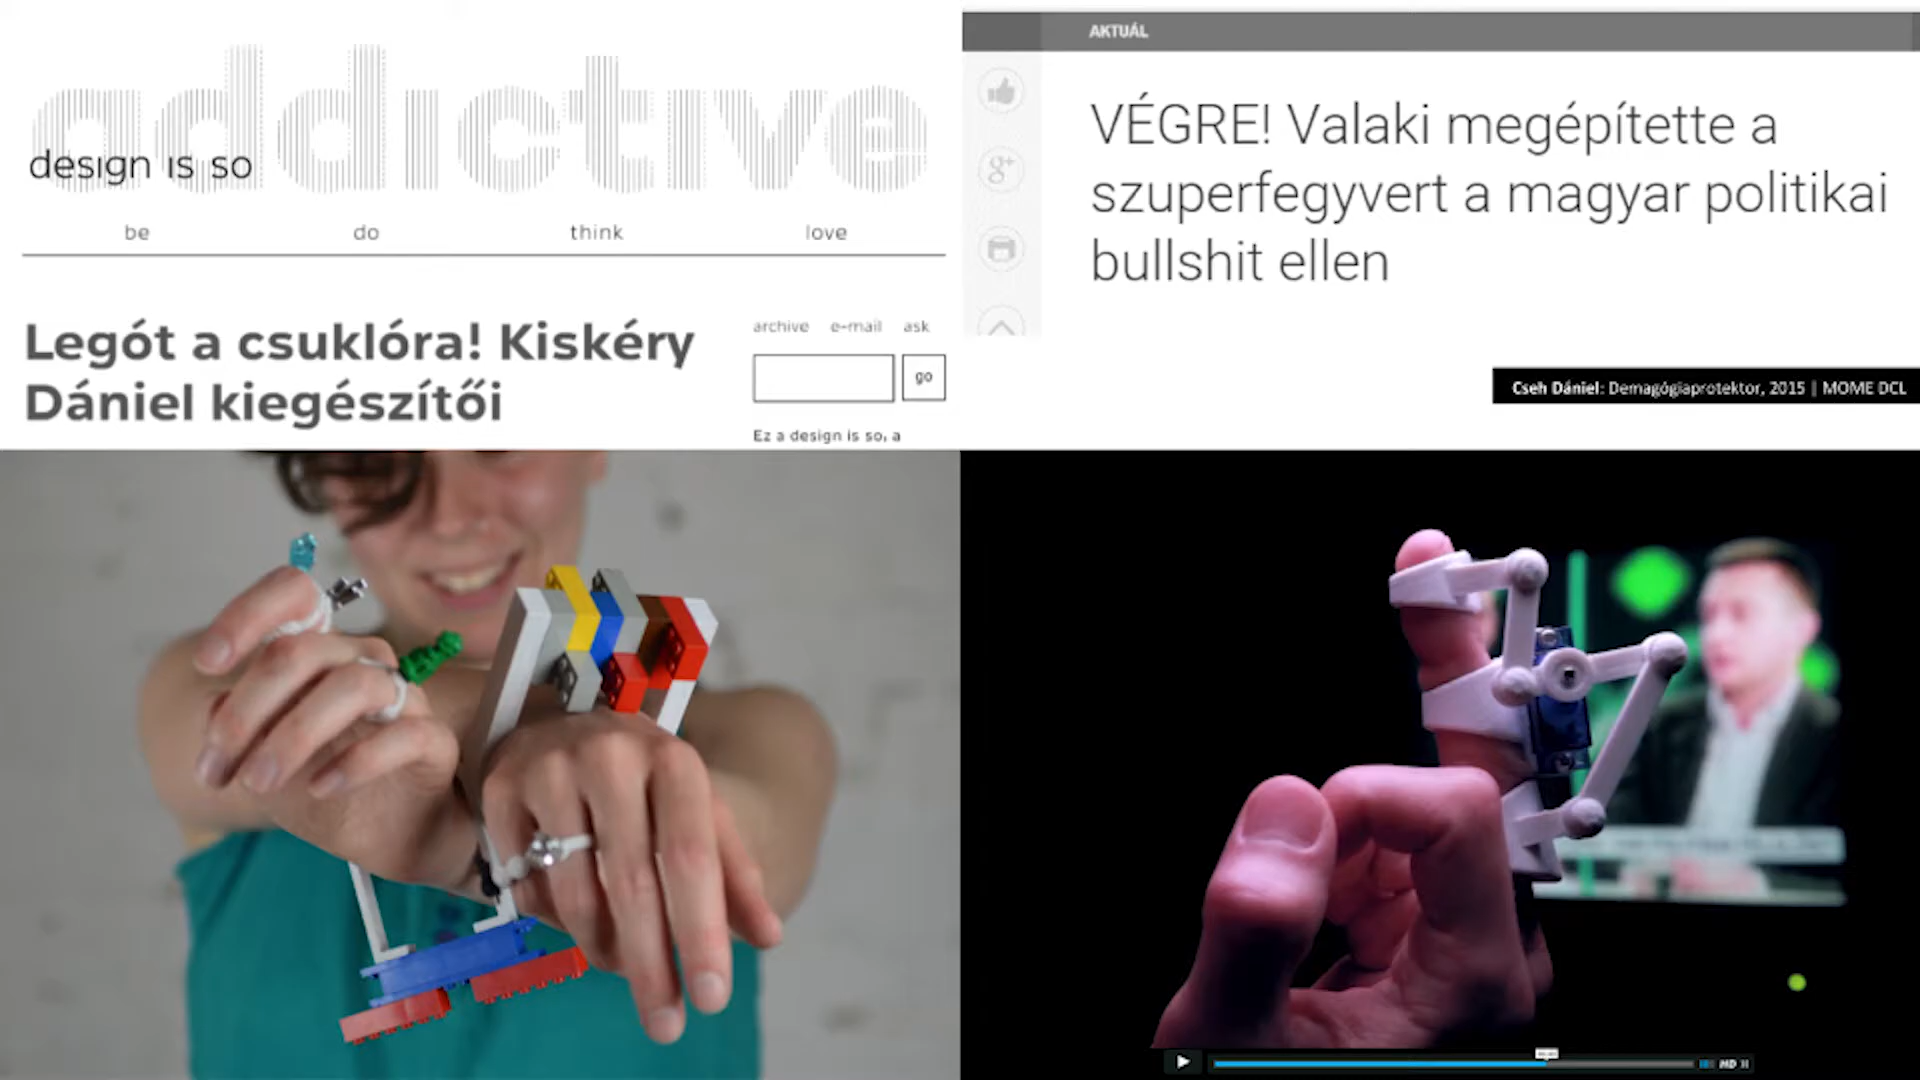 addictive
design is so
be do think love
Legót a csuklóra! Kiskéry
Dániel kiegészítői
archive e-mail ask
go
Ez a design is so, a
AKTUÁL
g+
VÉGRE! Valaki megépítette a
szuperfegyvert a magyar politikai
bullshit ellen
Cseh Dániel: Demagógiaprotektor, 2015 | MOME DCL
HD